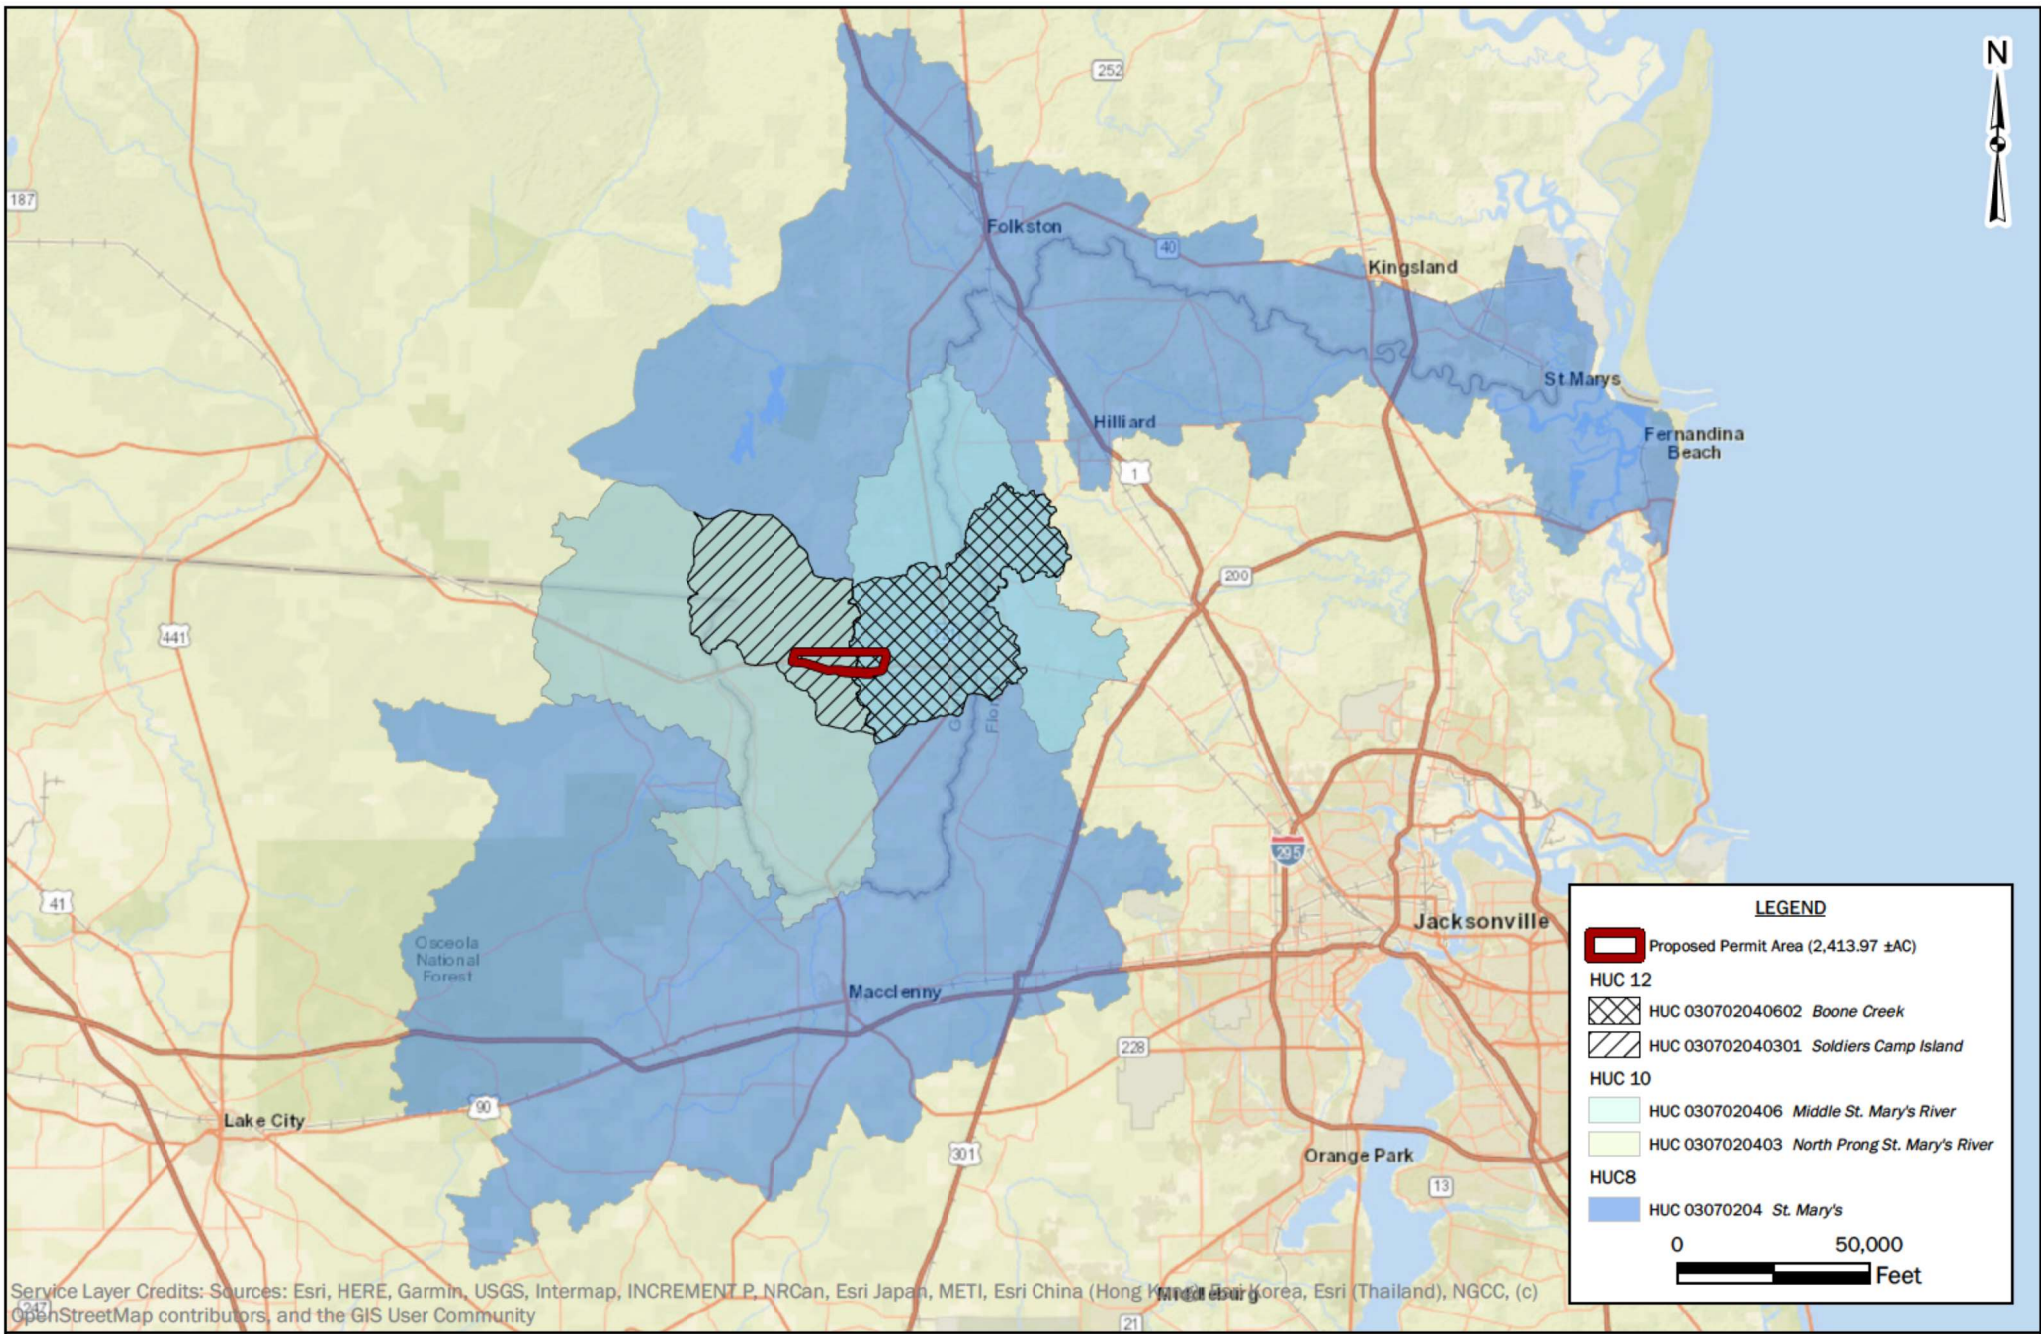 N
252
187
Folkston
40
Kingsland
St Marys
Hilliard
Fernandina
Beach
1
200
441
G
Flor
295
41
Osceola
National
Forest
Jacksonville
Macclenny
228
90
Lake City
301
Orange Park
13
LEGEND
Proposed Permit Area (2,413.97 ±AC)
HUC 12
HUC 030702040602 Boone Creek
HUC 030702040301 Soldiers Camp Island
HUC 10
HUC 0307020406 Middle St. Mary's River
HUC 0307020403 North Prong St. Mary's River
HUC8
HUC 03070204 St. Mary's
0 50,000
Feet
Service Layer Credits: Sources: Esri, HERE, Garmin, USGS, Intermap, INCREMENT P, NRCan, Esri Japan, METI, Esri China (Hong Kong), Esri Korea, Esri (Thailand), NGCC, (c)
OpenStreetMap contributors, and the GIS User Community
Middleburg
247
21